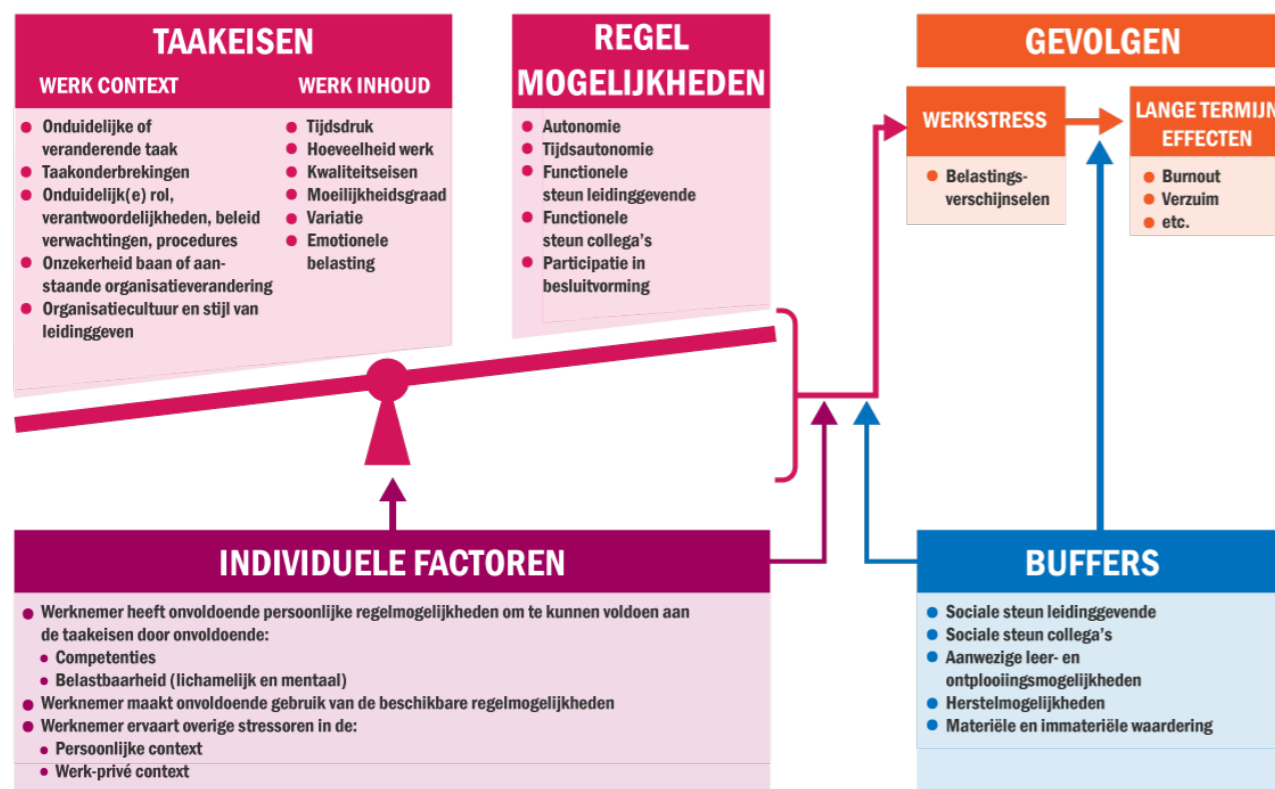 TAAKEISEN
WERK CONTEXT
Onduidelijke of
veranderende taak
Taakonderbrekingen
Onduidelijk(e) rol,
verantwoordelijkheden, beleid
verwachtingen, procedures
Onzekerheid baan of aan-
staande organisatieverandering
Organisatiecultuur en stijl van
leidinggeven
WERK INHOUD
Tijdsdruk
Hoeveelheid werk
Kwaliteitseisen
Moeilijkheidsgraad
Variatie
Emotionele
belasting
REGEL
MOGELIJKHEDEN
Autonomie
Tijdsautonomie
Functionele
steun leidinggevende
Functionele
steun collega's
Participatie in
besluitvorming
GEVOLGEN
WERKSTRESS
Belastings-
verschijnselen
LANGE TERMIJN
EFFECTEN
Burnout
Verzuim
etc.
INDIVIDUELE FACTOREN
Werknemer heeft onvoldoende persoonlijke regelmogelijkheden om te kunnen voldoen aan
de taakeisen door onvoldoende:
Competenties
Belastbaarheid (lichamelijk en mentaal)
Werknemer maakt onvoldoende gebruik van de beschikbare regelmogelijkheden
Werknemer ervaart overige stressoren in de:
Persoonlijke context
Werk-privé context
BUFFERS
Sociale steun leidinggevende
Sociale steun collega's
Aanwezige leer- en
ontplooiingsmogelijkheden
Herstelmogelijkheden
Materiële en immateriële waardering